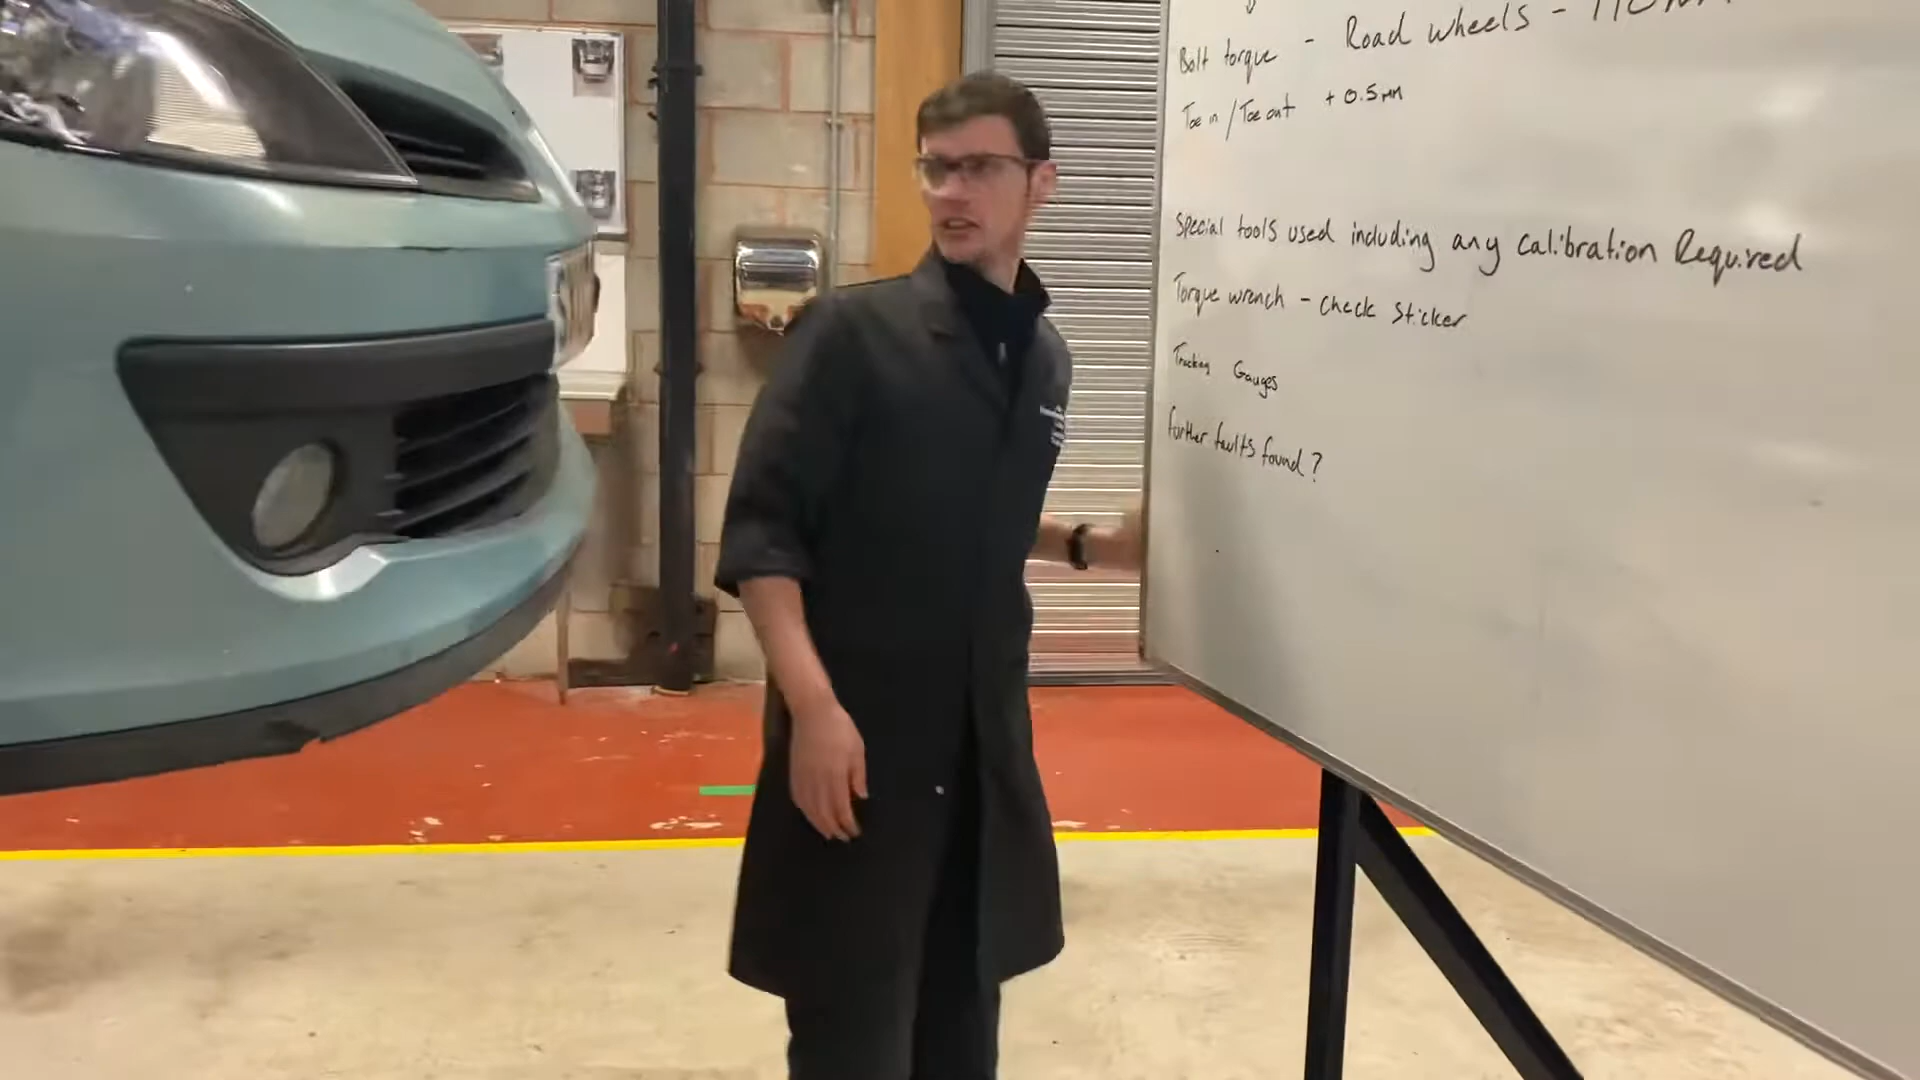 Bolt torque - Road wheels - 110
Toe in / Toe out + 0.5mm
Special tools used including any calibration Required
Torque wrench - check sticker
Tracking Gauges
further faults found?